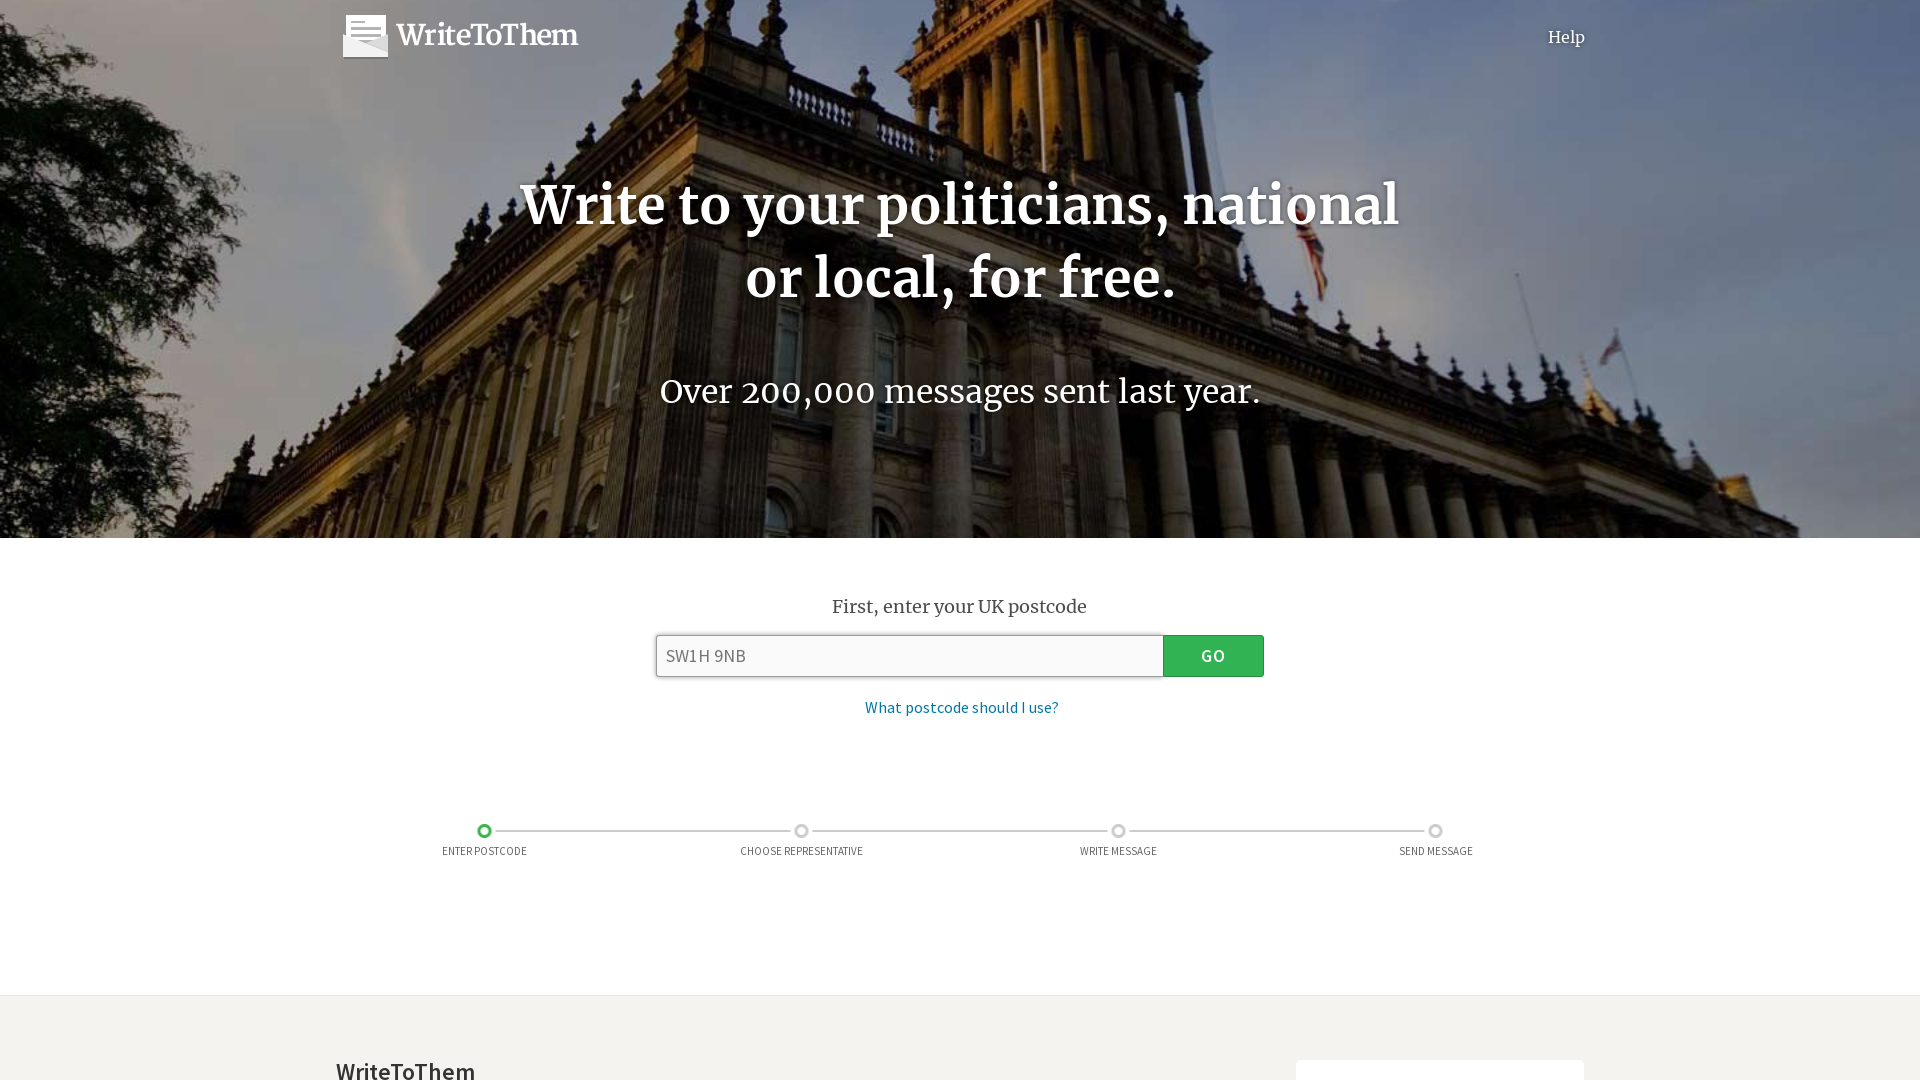 WriteToThem
Help
Write to your politicians, national
or local, for free.
Over 200,000 messages sent last year.
First, enter your UK postcode
SW1H 9NB
GO
What postcode should I use?
ENTER POSTCODE
CHOOSE REPRESENTATIVE
WRITE MESSAGE
SEND MESSAGE
WriteToThem